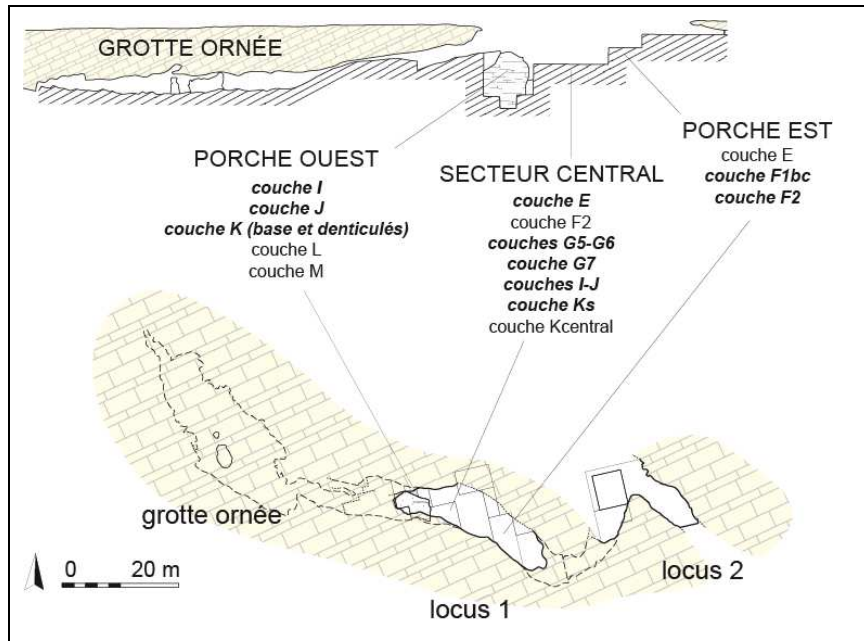 GROTTE ORNÉE
PORCHE OUEST
couche I
couche J
couche K (base et denticulés)
couche L
couche M
SECTEUR CENTRAL
couche E
couche F2
couches G5-G6
couche G7
couches I-J
couche Ks
couche Kcentral
PORCHE EST
couche E
couche F1bc
couche F2
grotte ornée
locus 1
locus 2
0 20 m